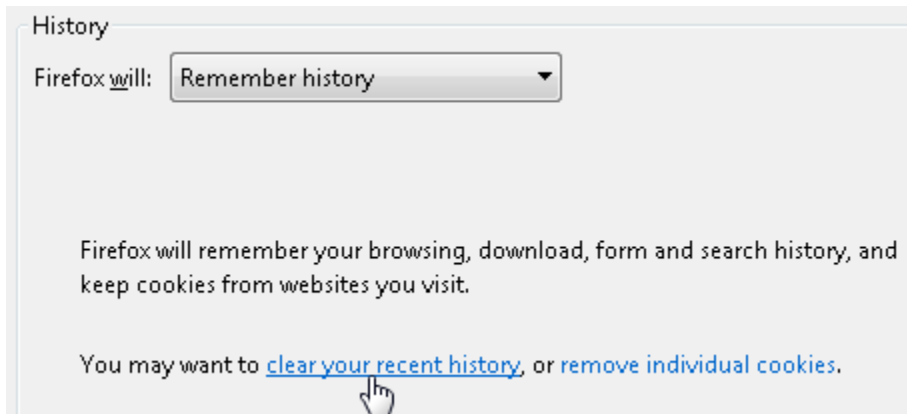 History
Firefox will: Remember history
Firefox will remember your browsing, download, form and search history, and
keep cookies from websites you visit.
You may want to clear your recent history, or remove individual cookies.